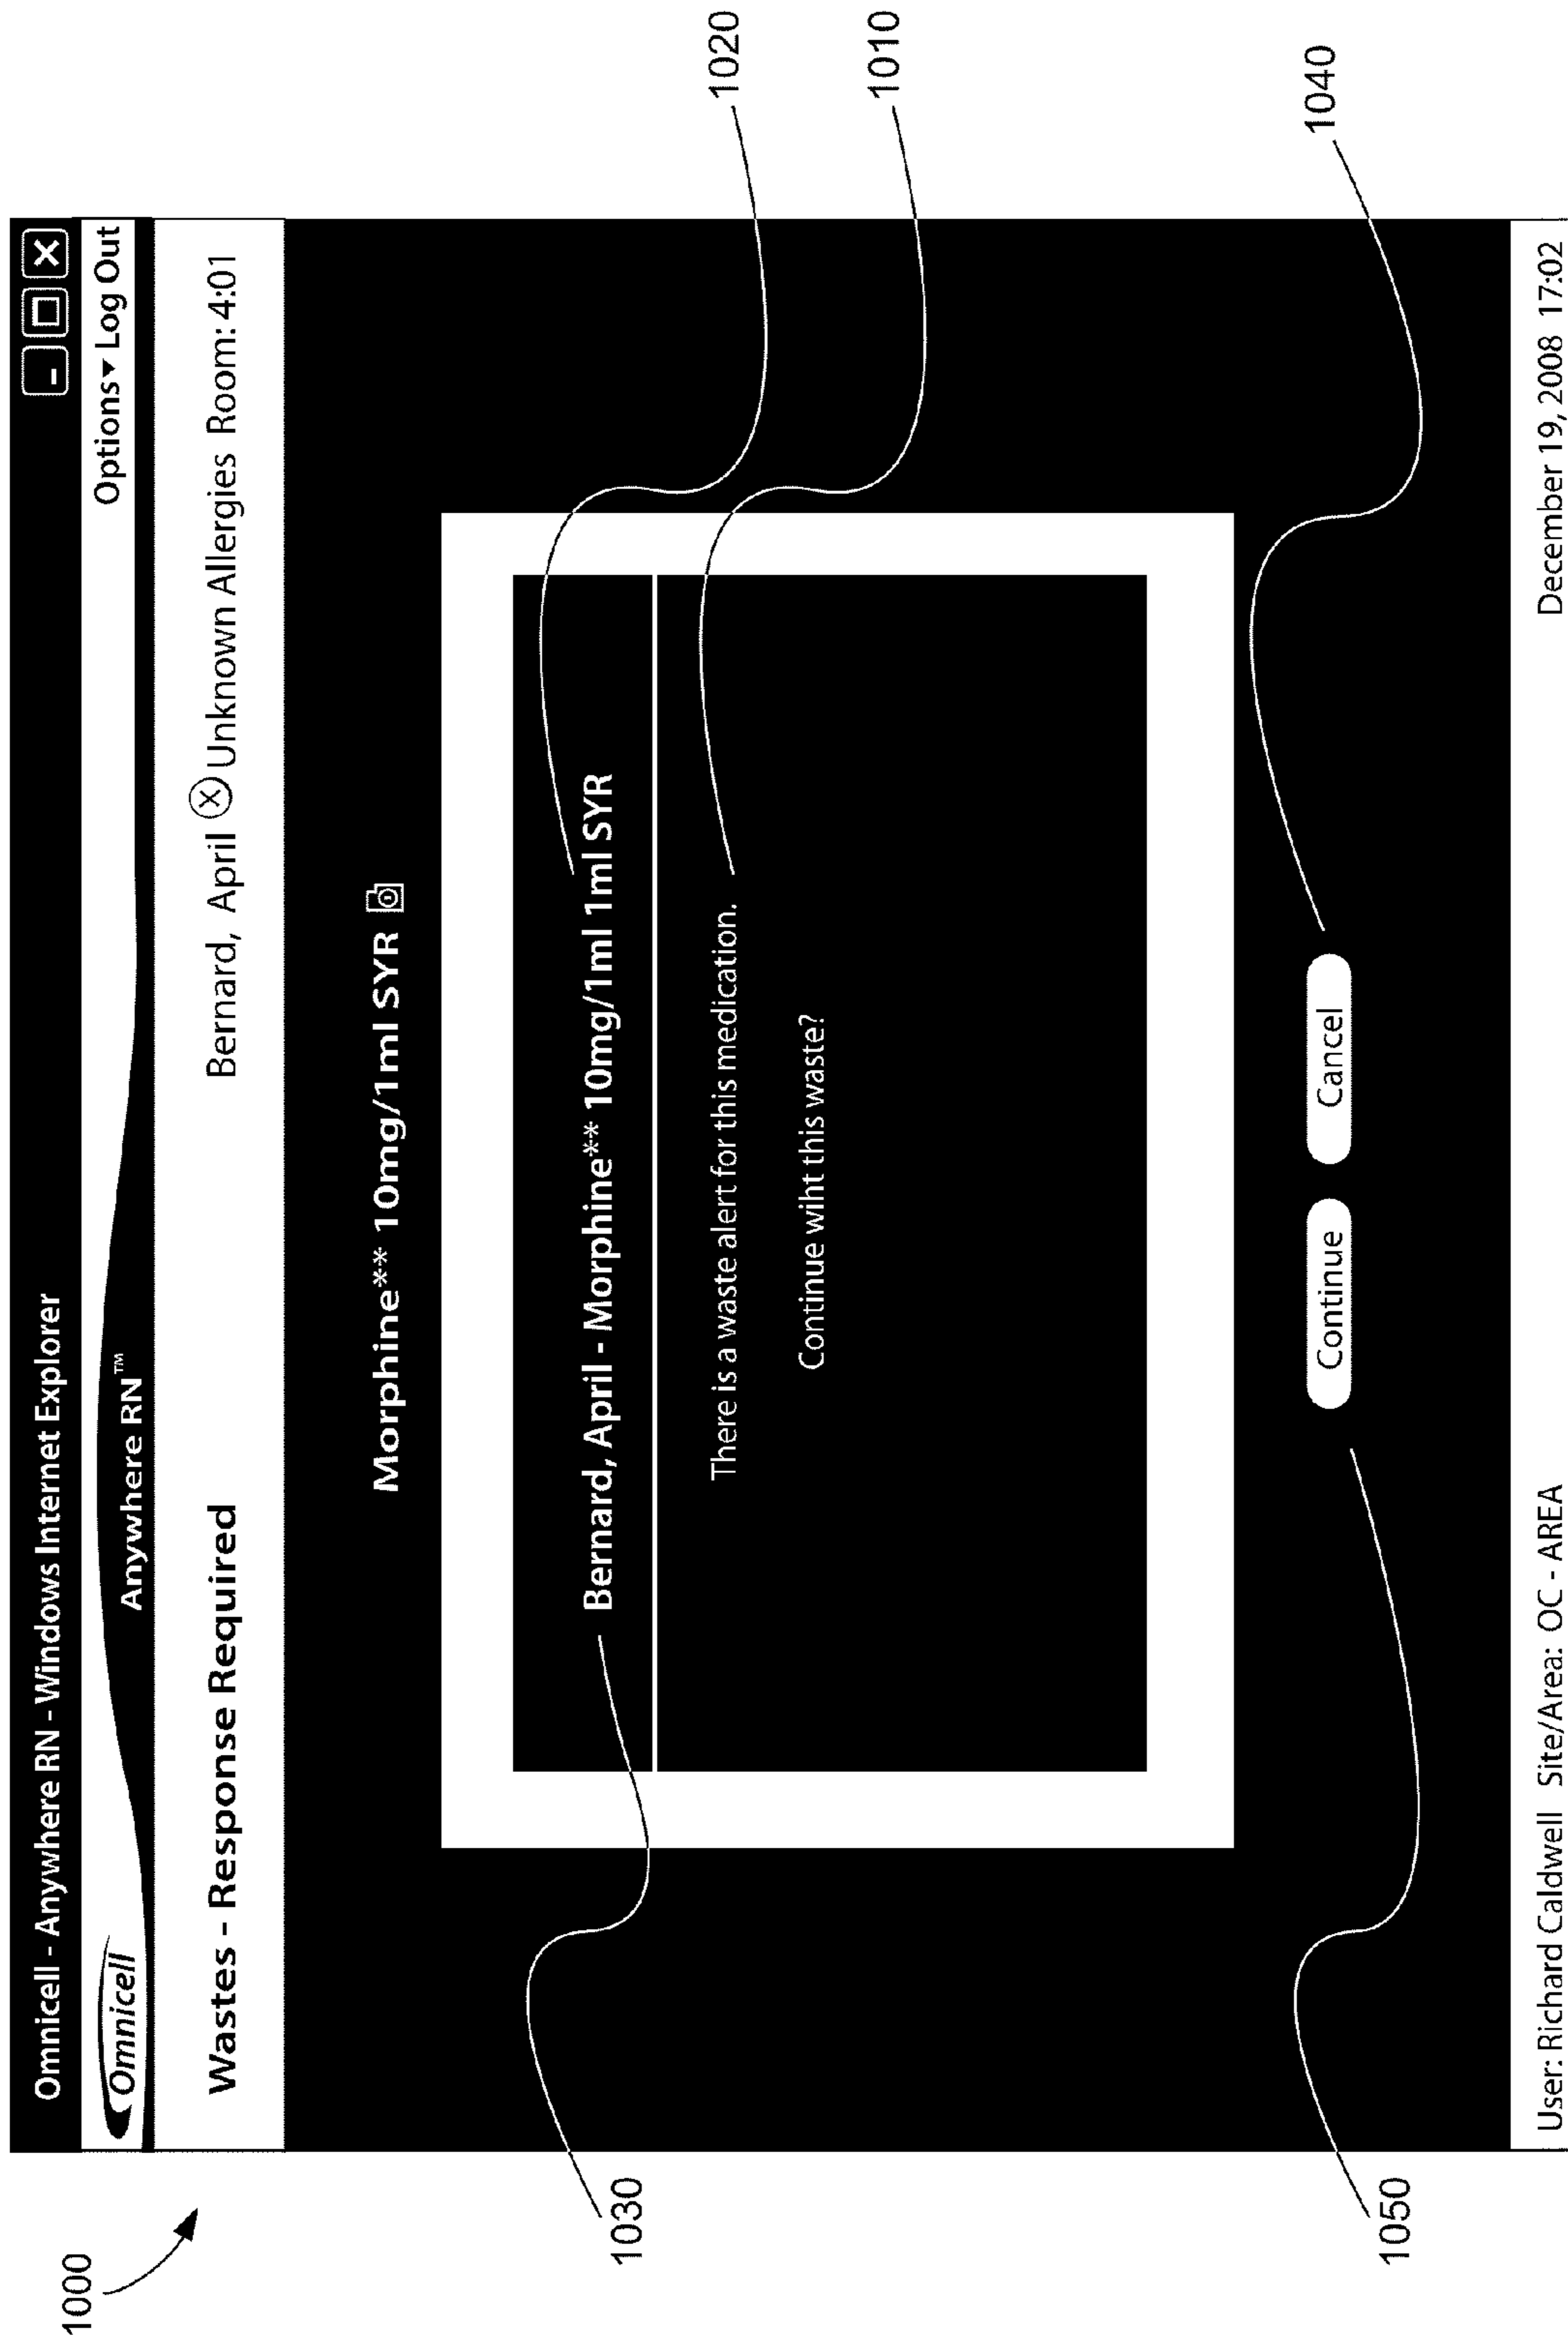 1000
Omnicell - Anywhere RN - Windows Internet Explorer
Omnicell
Anywhere RN™
Options▾ Log Out
Wastes - Response Required
Bernard, April ⓧ Unknown Allergies Room: 4:01
Morphine** 10mg/1ml SYR
Bernard, April - Morphine** 10mg/1ml 1ml SYR
There is a waste alert for this medication.
Continue wiht this waste?
Continue
Cancel
1020
1010
1030
1040
1050
User: Richard Caldwell Site/Area: OC - AREA
December 19, 2008 17:02